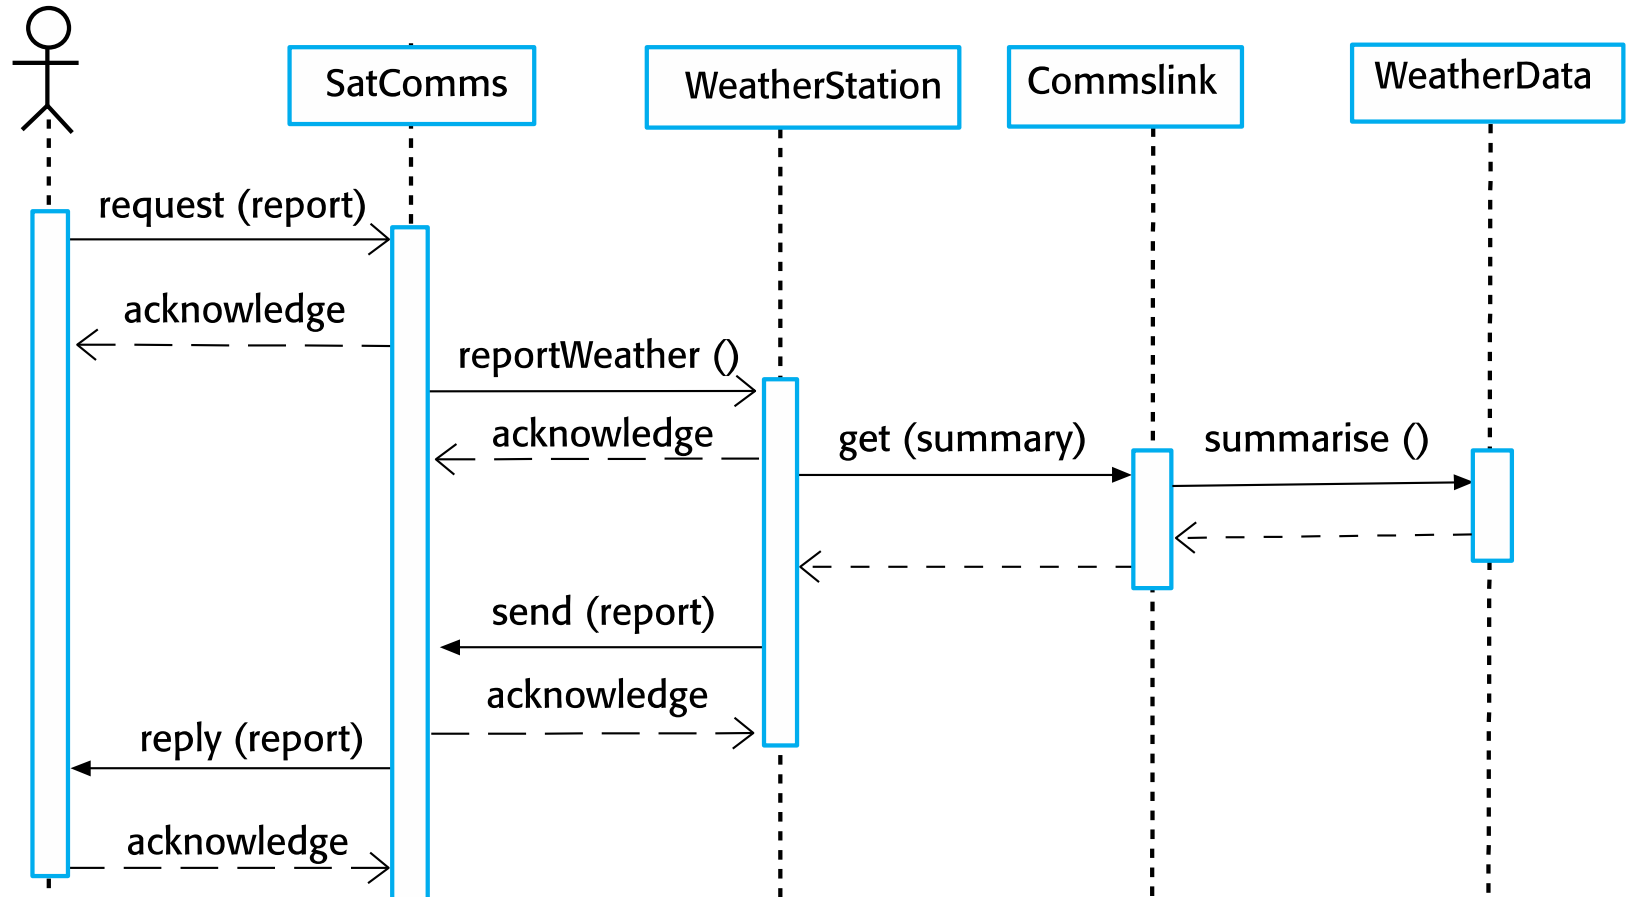 SatComms
WeatherStation
Commslink
WeatherData
request (report)
acknowledge
reportWeather ()
acknowledge
get (summary)
summarise ()
send (report)
acknowledge
reply (report)
acknowledge